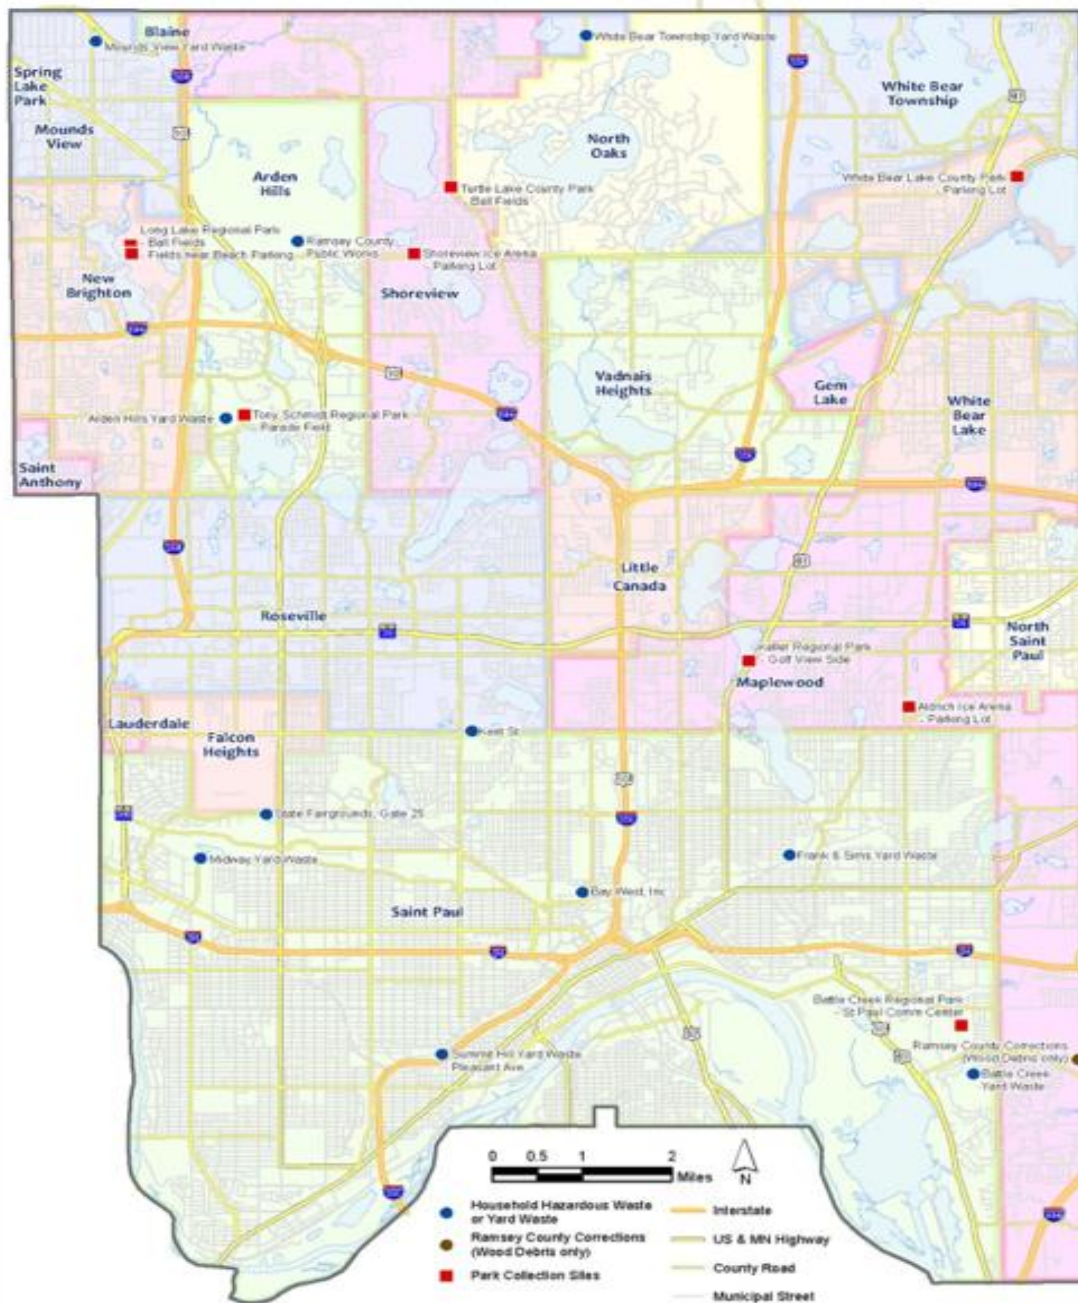 Blaine
Mounds View Yard Waste
White Bear Township Yard Waste
Spring
Lake
Park
White Bear
Township
Mounds
View
North
Oaks
Arden
Hills
Turtle Lake County Park
- Ball Fields
White Bear Lake County Park
- Parking Lot
Long Lake Regional Park
- Ball Fields
Fields near Beach Parking
Ramsey County
Public Works
Shoreview Ice Arena
- Parking Lot
New
Brighton
Shoreview
Vadnais
Heights
Gem
Lake
White
Bear
Lake
Arden Hills Yard Waste
Tony Schmidt Regional Park
- Parade Field
Saint
Anthony
61
Little
Canada
Roseville
North
Saint
Paul
Keller Regional Park
- Golf View Side
Maplewood
Aldrich Ice Arena
- Parking Lot
Lauderdale
Falcon
Heights
Kent St
State Fairgrounds, Gate 25
Midway Yard Waste
Frank & Sims Yard Waste
Bay West, Inc
Saint Paul
Battle Creek Regional Park
- St Paul Comm Center
Ramsey County Corrections
(Wood Debris only)
Summit Hill Yard Waste
Pleasant Ave
Battle Creek
Yard Waste
0 0.5 1 2
Miles
N
Household Hazardous Waste
or Yard Waste
Ramsey County Corrections
(Wood Debris only)
Park Collection Sites
Interstate
US & MN Highway
County Road
Municipal Street